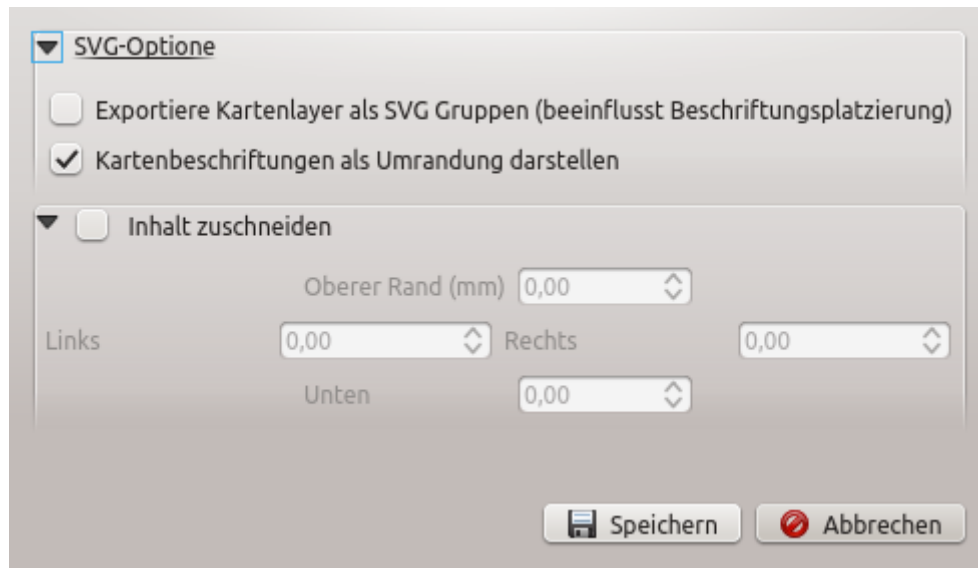 SVG-Optione
Exportiere Kartenlayer als SVG Gruppen (beeinflusst Beschriftungsplatzierung)
Kartenbeschriftungen als Umrandung darstellen
Inhalt zuschneiden
Oberer Rand (mm) 0,00
Links 0,00 Rechts 0,00
Unten 0,00
Speichern Abbrechen